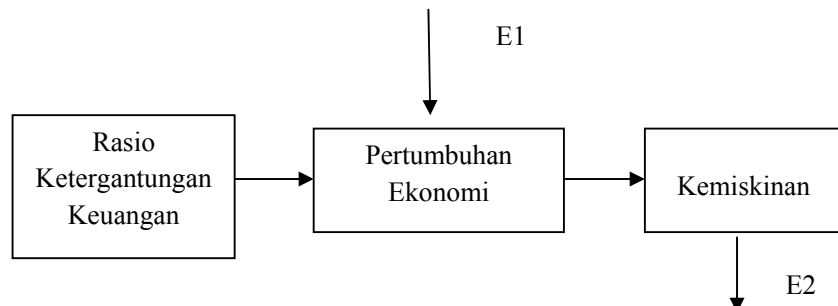 E1
Rasio
Ketergantungan
Keuangan
Pertumbuhan
Ekonomi
Kemiskinan
E2